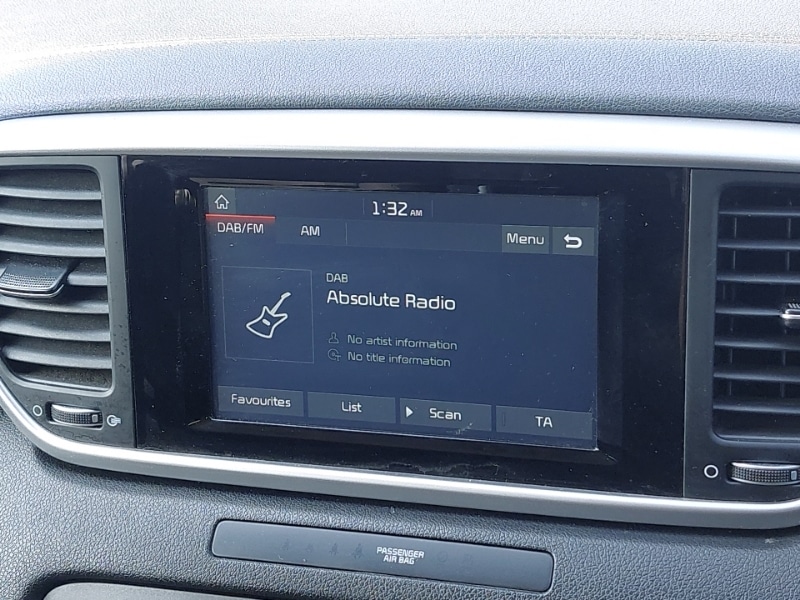 1:32 AM
DAB/FM
AM
Menu
DAB
Absolute Radio
No artist information
No title information
Favourites
List
Scan
TA
PASSENGER
AIR BAG